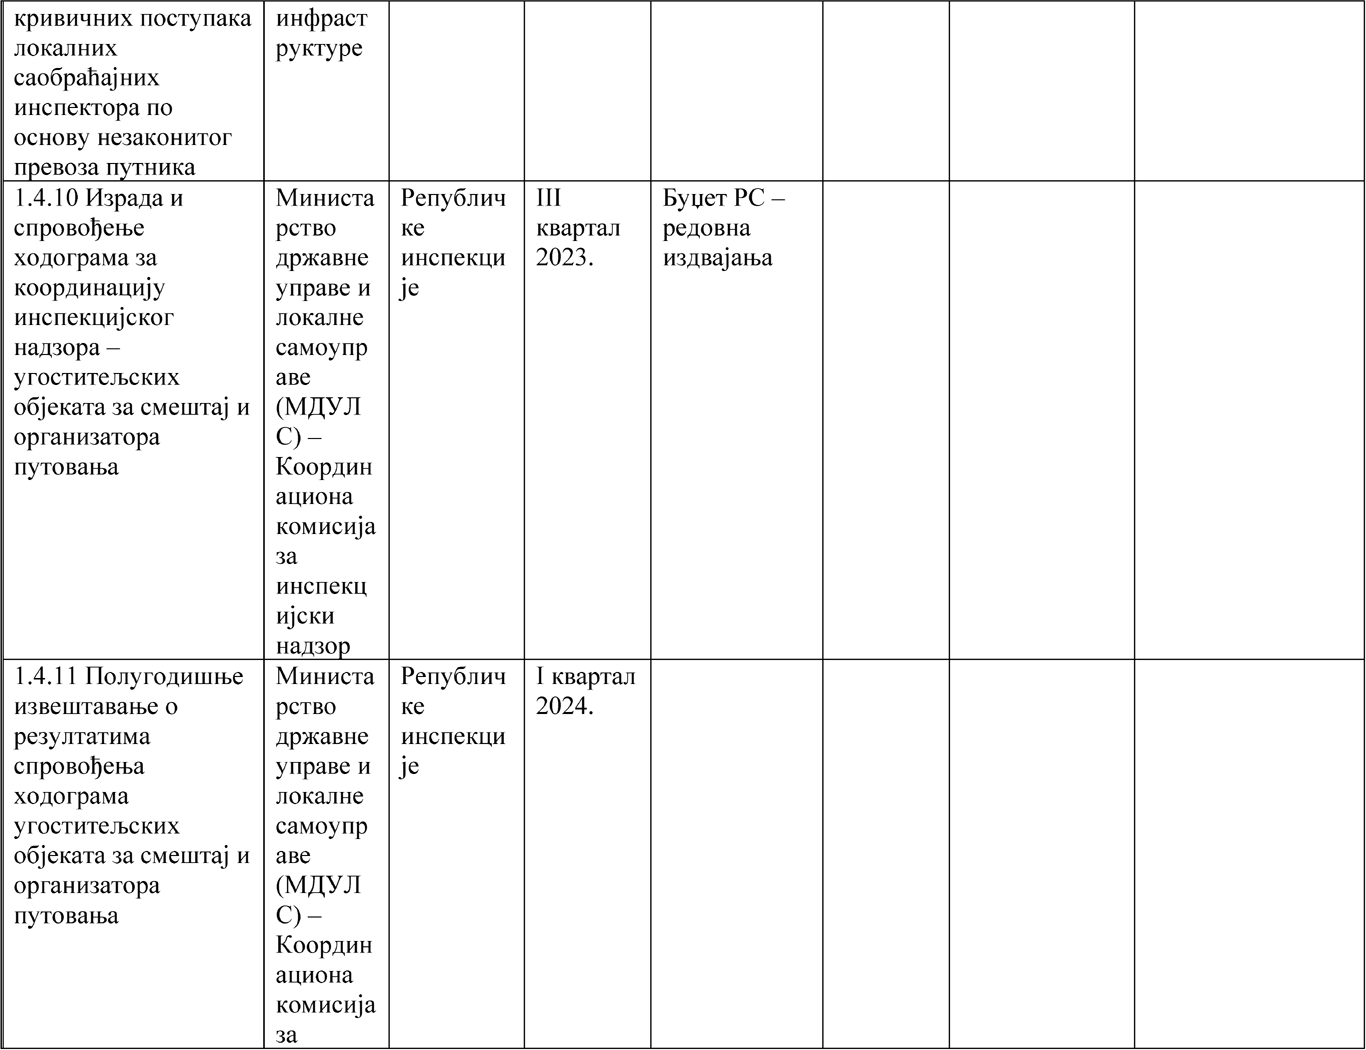 кривичних поступака
локалних
саобраћајних
инспектора по
основу незаконитог
превоза путника
инфраст
руктуре
1.4.10 Израда и
спровођење
ходограма за
координацију
инспекцијског
надзора –
угоститељских
објеката за смештај и
организатора
путовања
Министа
рство
државне
управе и
локалне
самоупр
аве
(МДУЛ
С) –
Координ
ациона
комисија
за
инспекц
ијски
надзор
Републич
ке
инспекци
је
III
квартал
2023.
Буџет РС –
редовна
издвајања
1.4.11 Полугодишње
извештавање о
резултатима
спровођења
ходограма
угоститељских
објеката за смештај и
организатора
путовања
Министа
рство
државне
управе и
локалне
самоупр
аве
(МДУЛ
С) –
Координ
ациона
комисија
за
Републич
ке
инспекци
је
I квартал
2024.